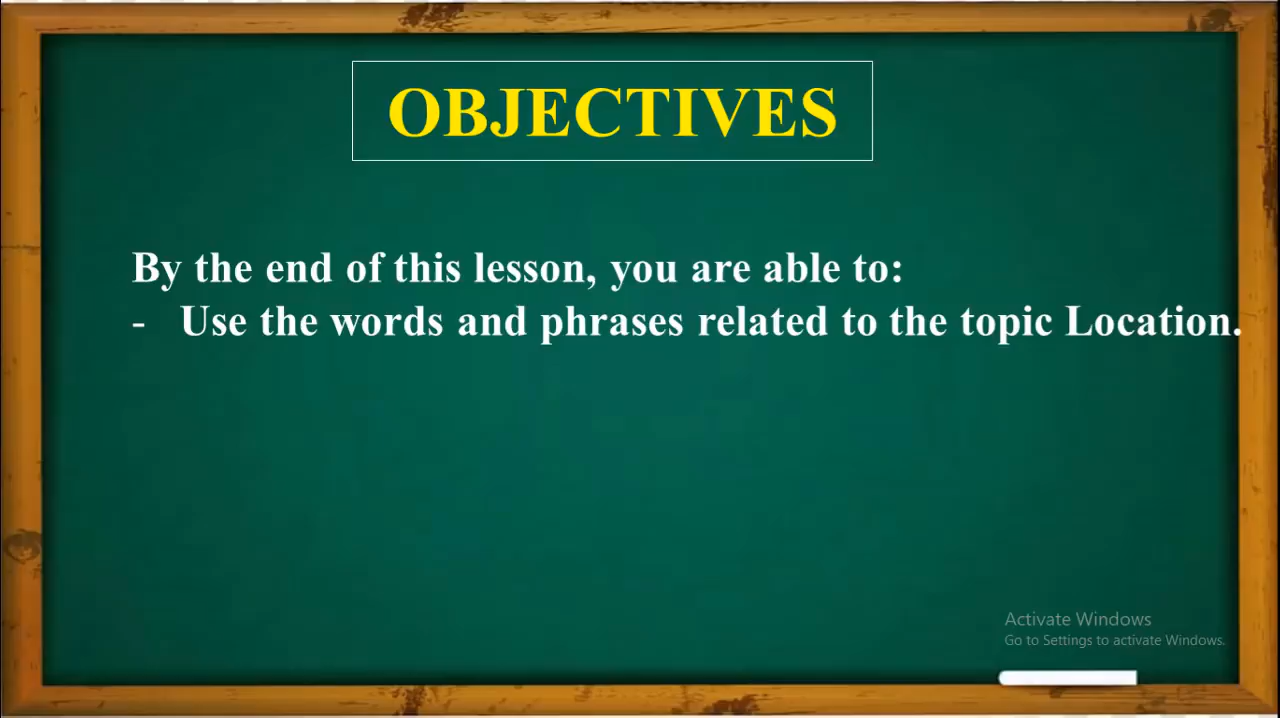 OBJECTIVES
By the end of this lesson, you are able to:
- Use the words and phrases related to the topic Location.
Activate Windows
Go to Settings to activate Windows.